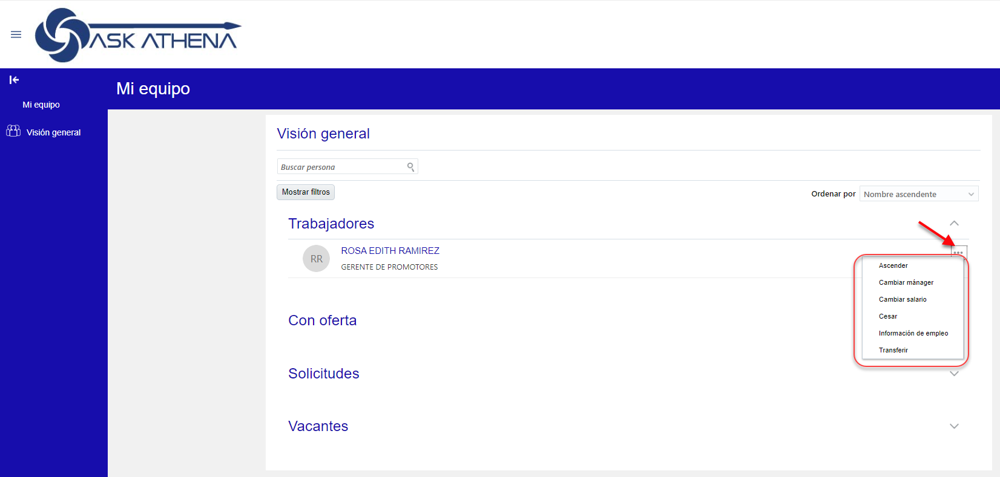 ASK ATHENA
Mi equipo
Mi equipo
Visión general
Visión general
Buscar persona
Mostrar filtros
Ordenar por
Nombre ascendente
Trabajadores
RR
ROSA EDITH RAMIREZ
GERENTE DE PROMOTORES
Ascender
Cambiar mánager
Cambiar salario
Cesar
Información de empleo
Transferir
Con oferta
Solicitudes
Vacantes